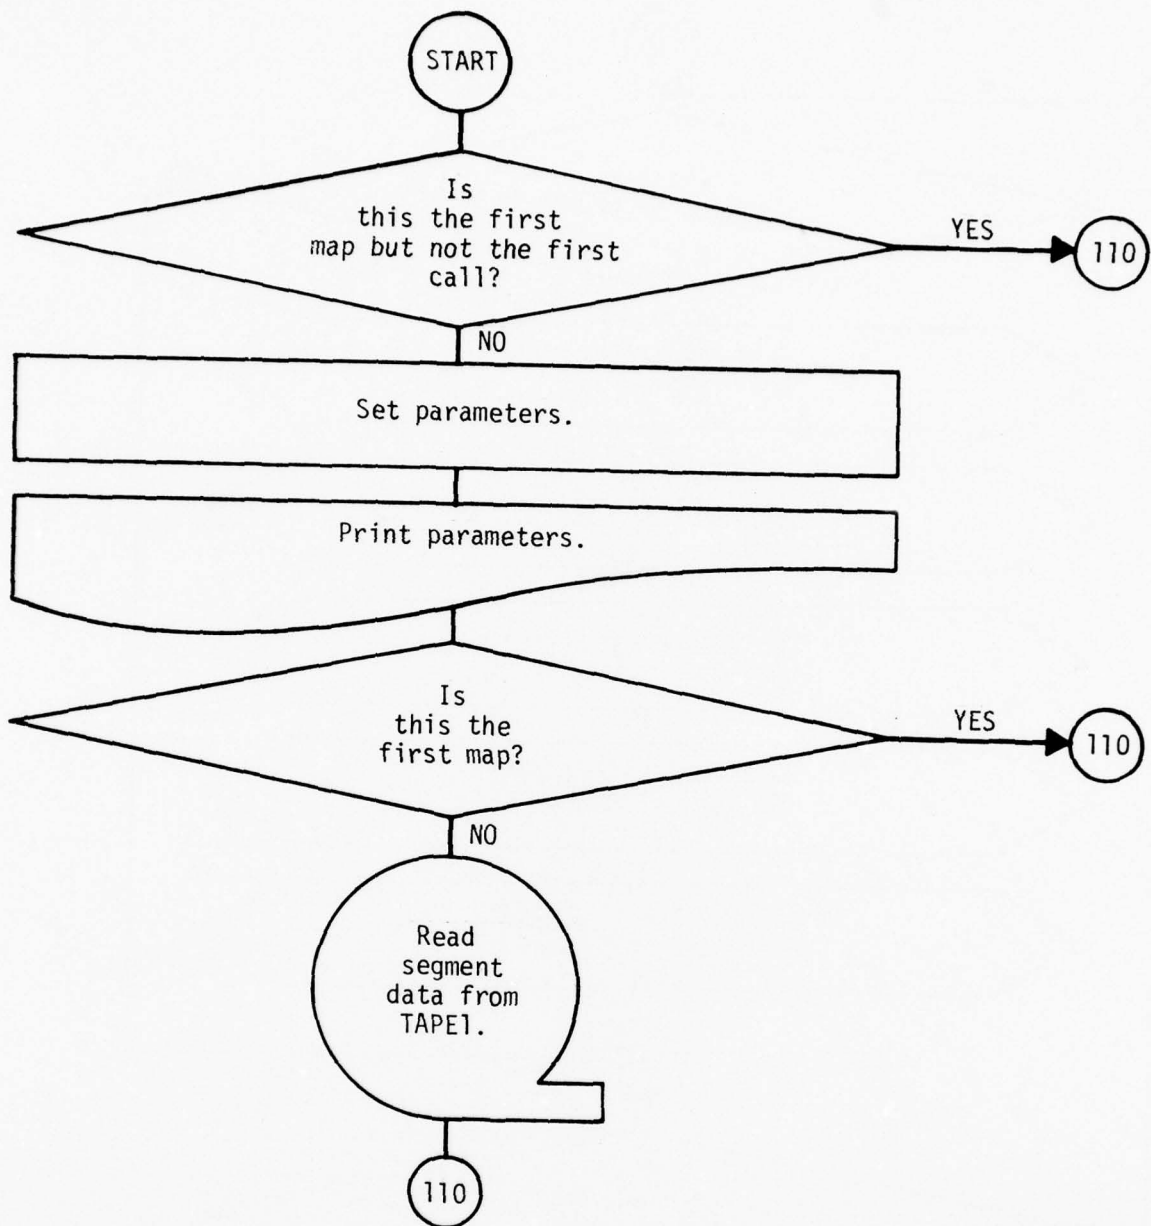 START
Is
this the first
map but not the first
call?
YES
110
NO
Set parameters.
Print parameters.
Is
this the
first map?
YES
110
NO
Read
segment
data from
TAPE1.
110